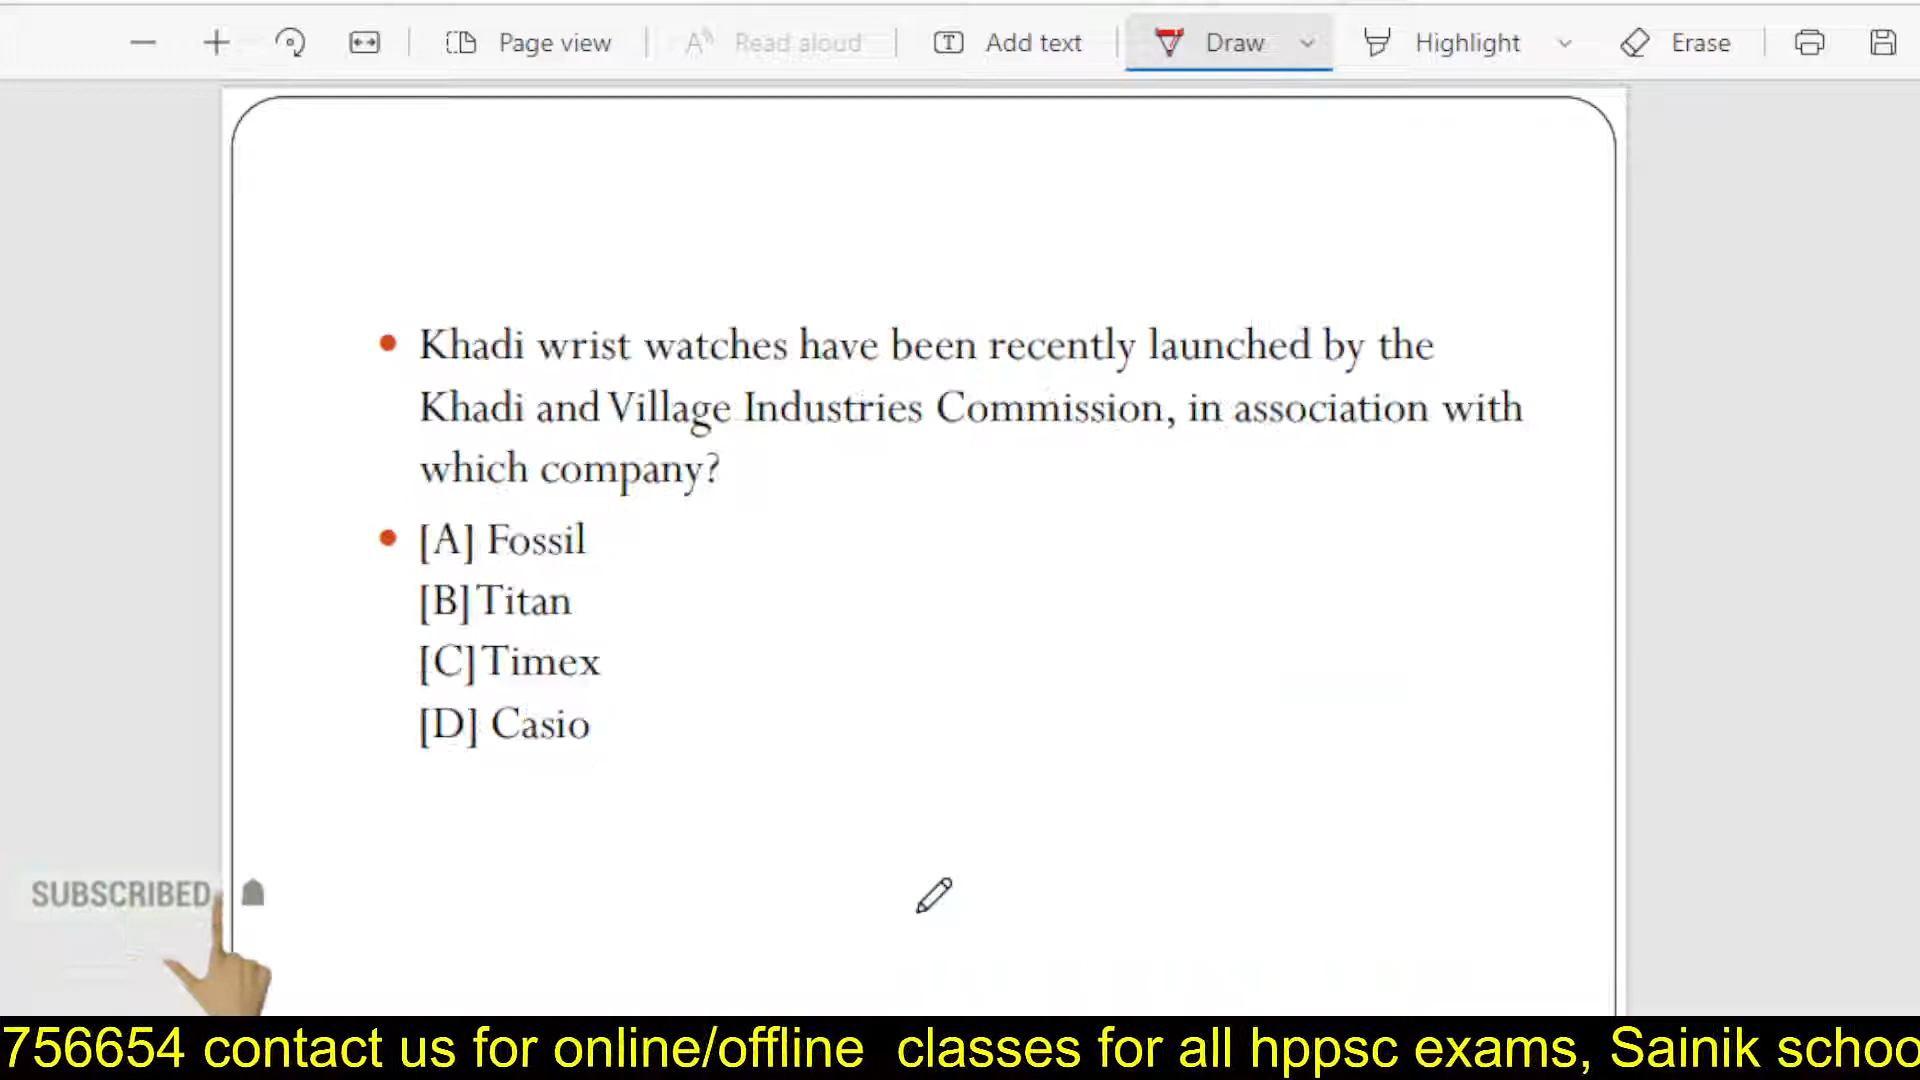 Page view
Read aloud
Add text
Draw
Highlight
Erase
Khadi wrist watches have been recently launched by the
Khadi and Village Industries Commission, in association with
which company?
[A] Fossil
[B] Titan
[C] Timex
[D] Casio
SUBSCRIBED
756654 contact us for online/offline classes for all hppsc exams, Sainik schoo